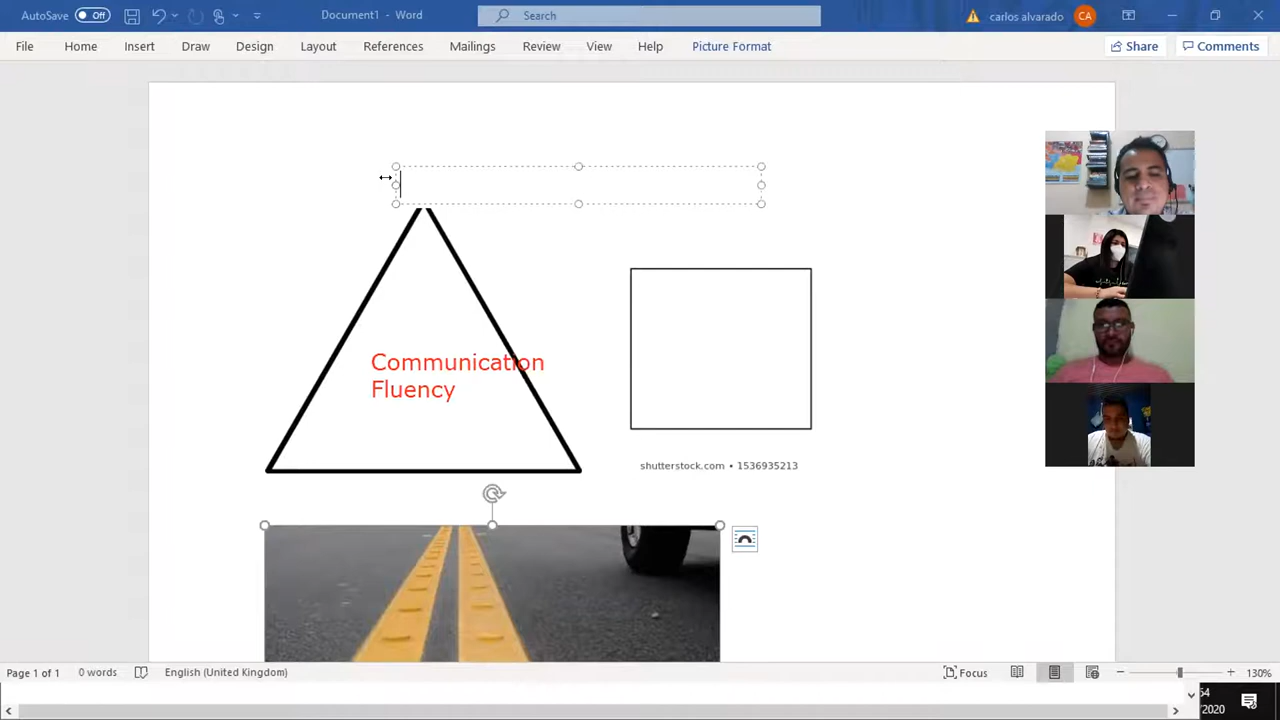 AutoSave Off Document1 - Word Search carlos alvarado CA
File Home Insert Draw Design Layout References Mailings Review View Help Picture Format Share Comments
Communication
Fluency
shutterstock.com • 1536935213
Page 1 of 1 0 words English (United Kingdom) Focus 130%
54
/2020